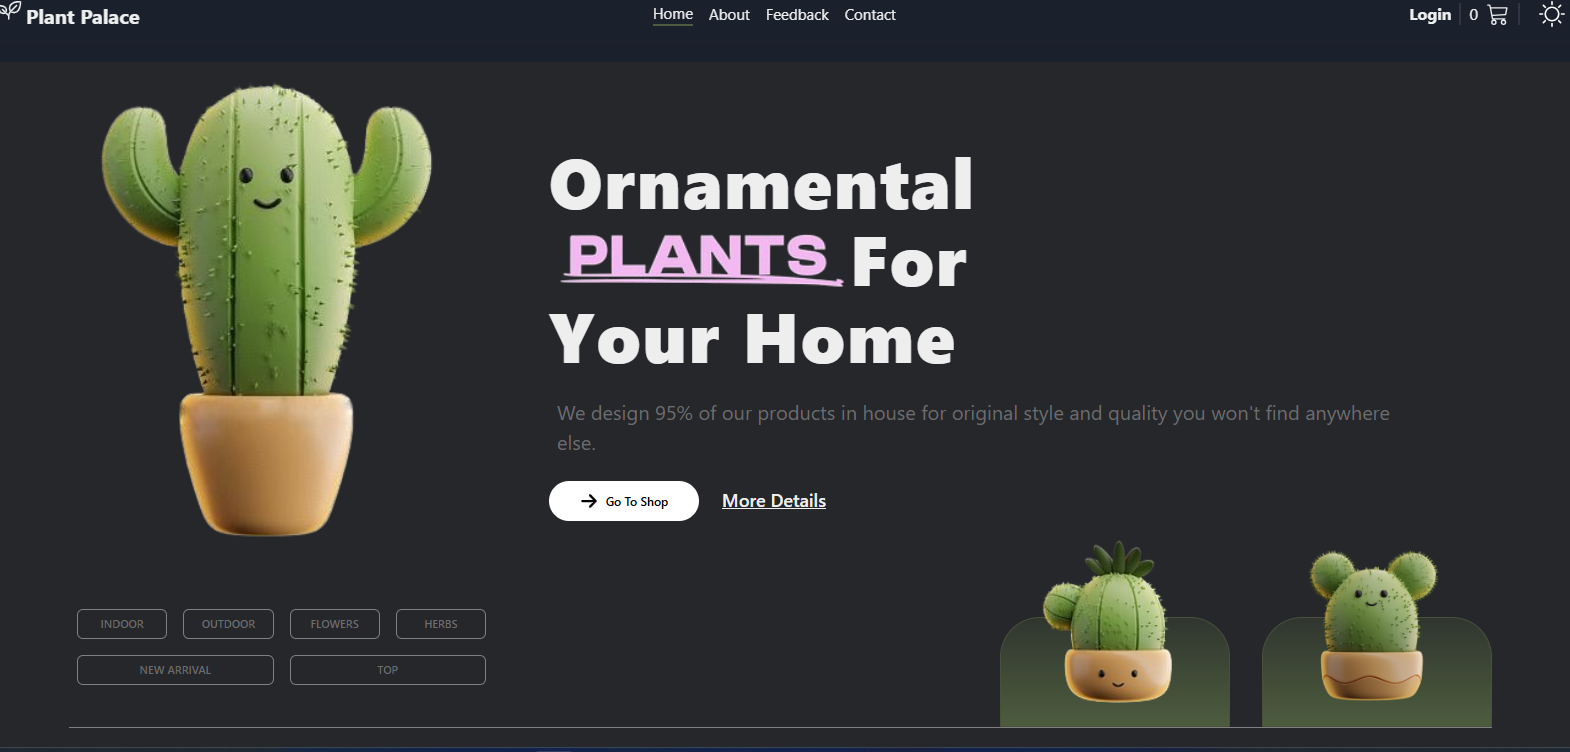 Plant Palace
Home About Feedback Contact
Login 0
Ornamental
PLANTS For
Your Home
We design 95% of our products in house for original style and quality you won't find anywhere
else.
Go To Shop More Details
INDOOR OUTDOOR FLOWERS HERBS
NEW ARRIVAL TOP